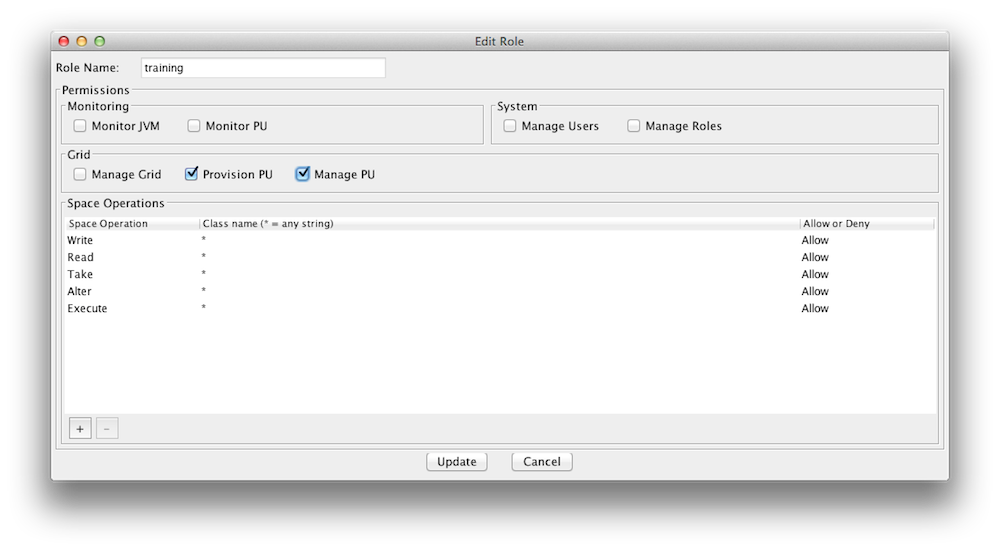 Edit Role
Role Name: training
Permissions
Monitoring
Monitor JVM Monitor PU
System
Manage Users Manage Roles
Grid
Manage Grid Provision PU Manage PU
Space Operations
Space Operation Class name (* = any string) Allow or Deny
Write * Allow
Read * Allow
Take * Allow
Alter * Allow
Execute * Allow
+ -
Update Cancel